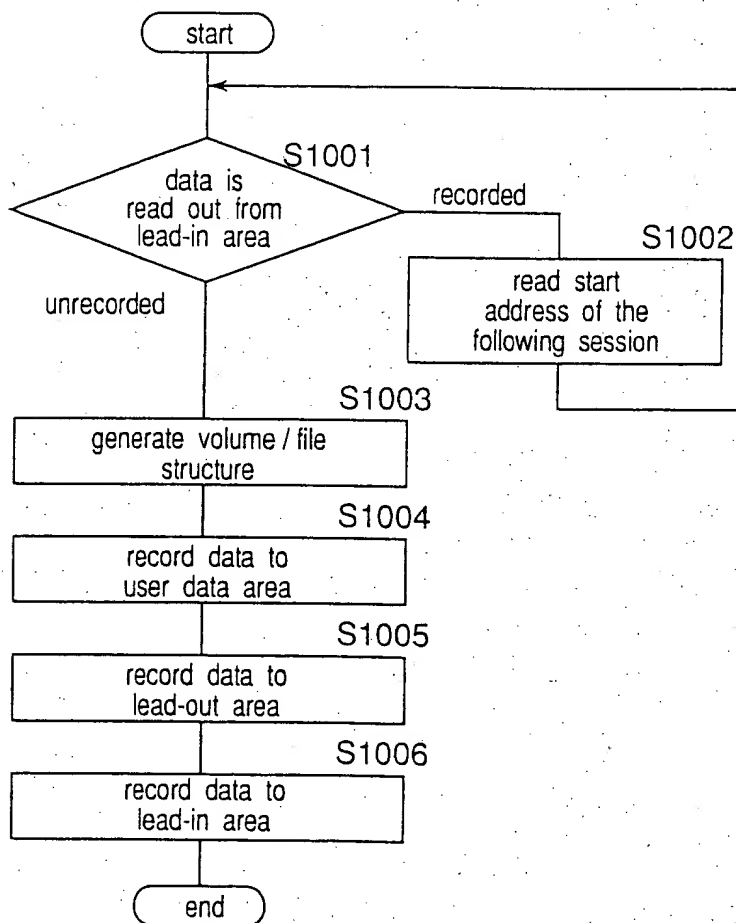 start
S1001
data is
read out from
lead-in area
recorded
S1002
read start
address of the
following session
unrecorded
S1003
generate volume / file
structure
S1004
record data to
user data area
S1005
record data to
lead-out area
S1006
record data to
lead-in area
end